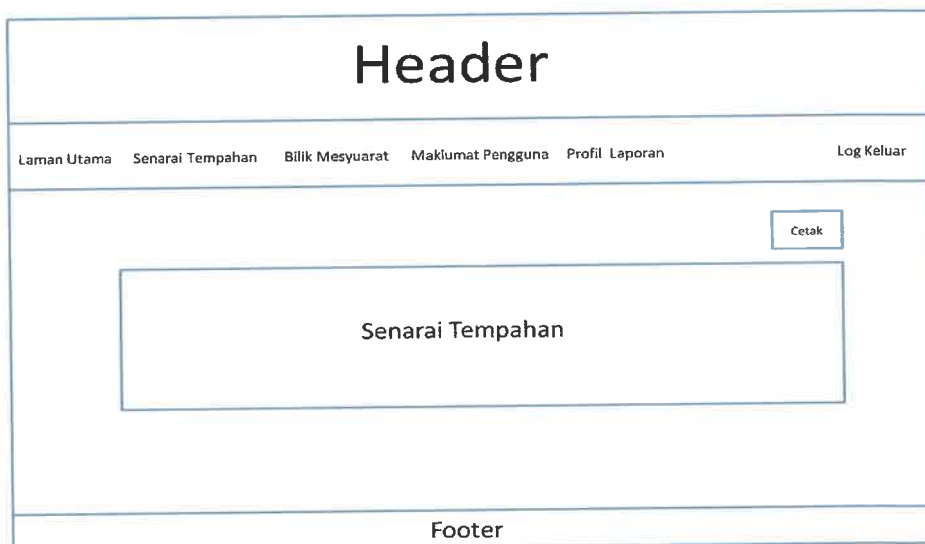 Header
Laman Utama Senarai Tempahan Bilik Mesyuarat Maklumat Pengguna Profil Laporan Log Keluar
Cetak
Senarai Tempahan
Footer